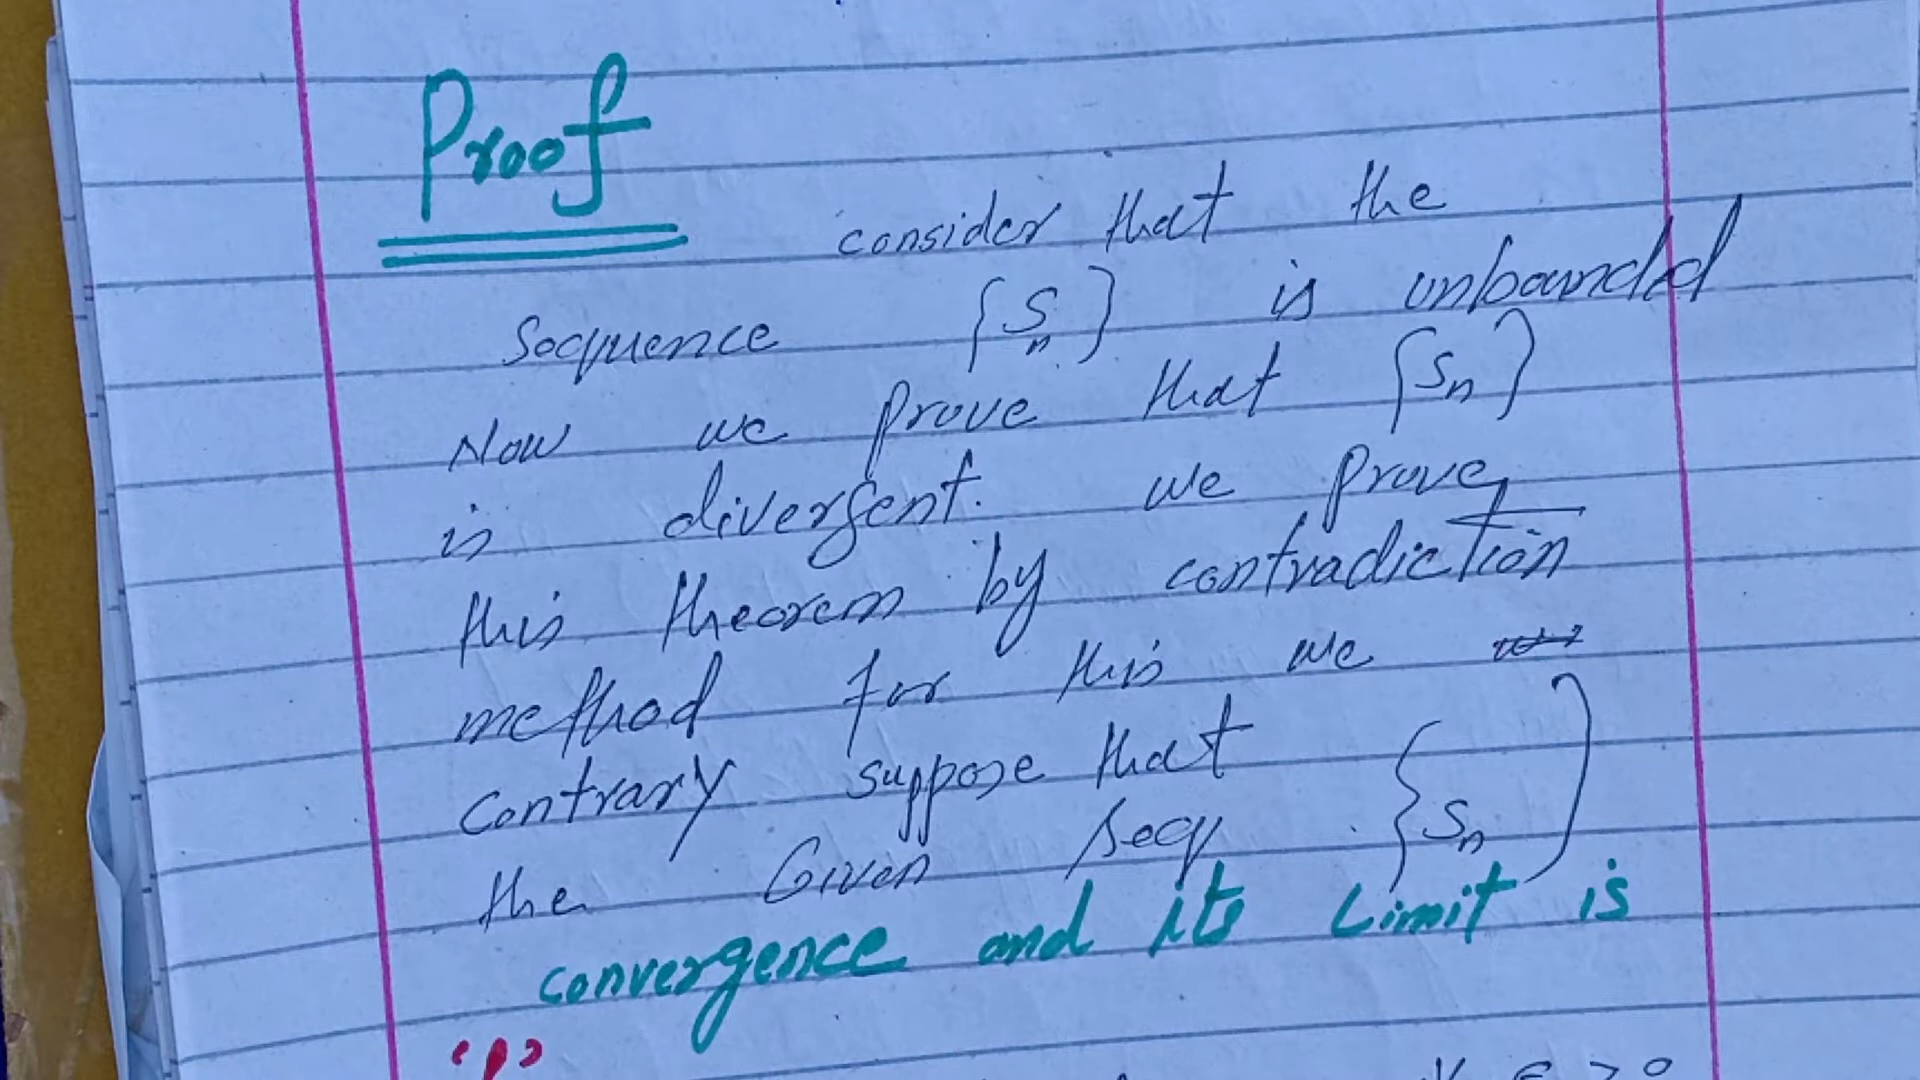 Proof
consider that the
Sequence {Sn} is unbounded
Now we prove that {Sn}
is divergent. we prove
this theorem by contradiction
method for this we
contrary suppose that
the Given seq {Sn}
convergence and its Limit is
'l'
∀ ε > 0